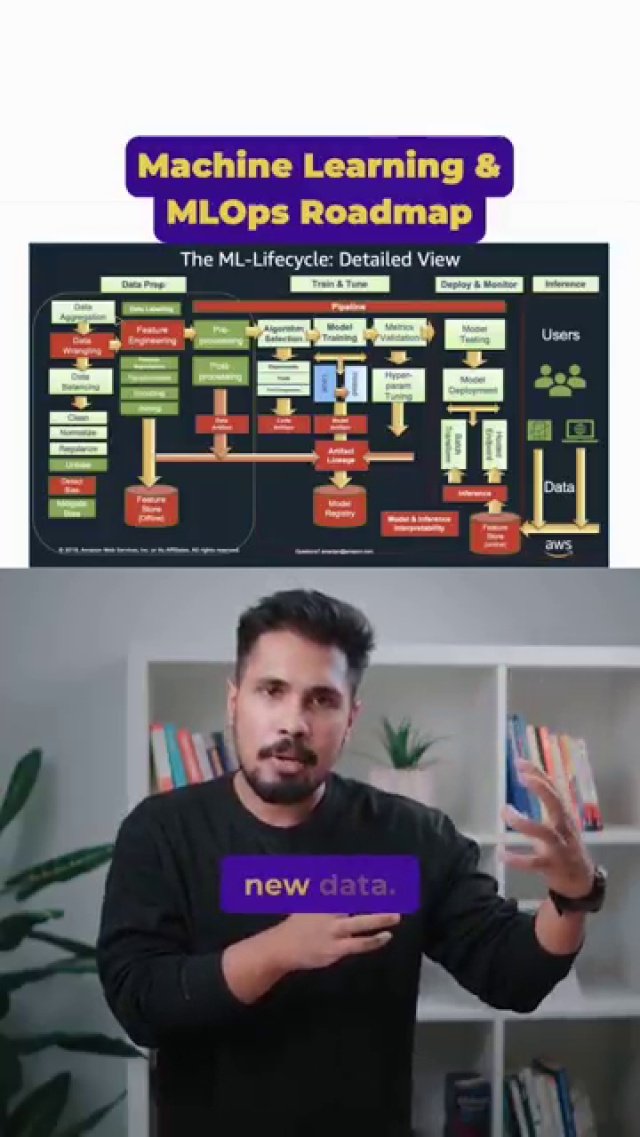 Machine Learning &
MLOps Roadmap
The ML-Lifecycle: Detailed View
Data Prep
Train & Tune
Deploy & Monitor
Inference
Pipeline
Data
Aggregation
Data Labelling
Data
Wrangling
Feature
Engineering
Pre-
processing
Algorithm
Selection
Model
Training
Metrics
Validation
Model
Testing
Users
Data
Balancing
processing
Hyper-
param
Tuning
Model
Deployment
Clean
Normalize
Regularize
Unbias
Detect
Bias
Mitigate
Bias
Data
Artifact
Code
Artifact
Model
Artifact
Artifact
Lineage
Batch
Transform
Hosted
Endpoint
Data
Feature
Store
(Offline)
Model
Registry
Model & Inference
Interpretability
Inference
Feature
Store
(online)
aws
new data.